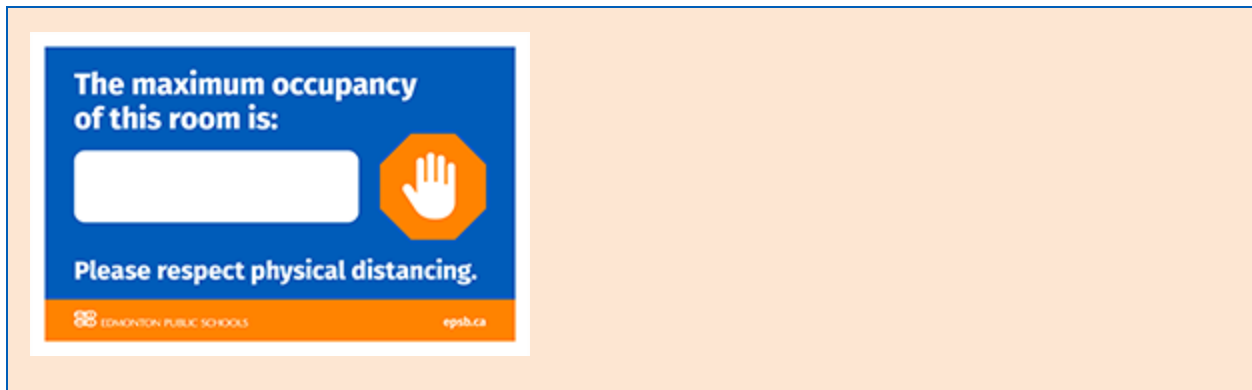 The maximum occupancy
of this room is:
Please respect physical distancing.
EDMONTON PUBLIC SCHOOLS
epsb.ca